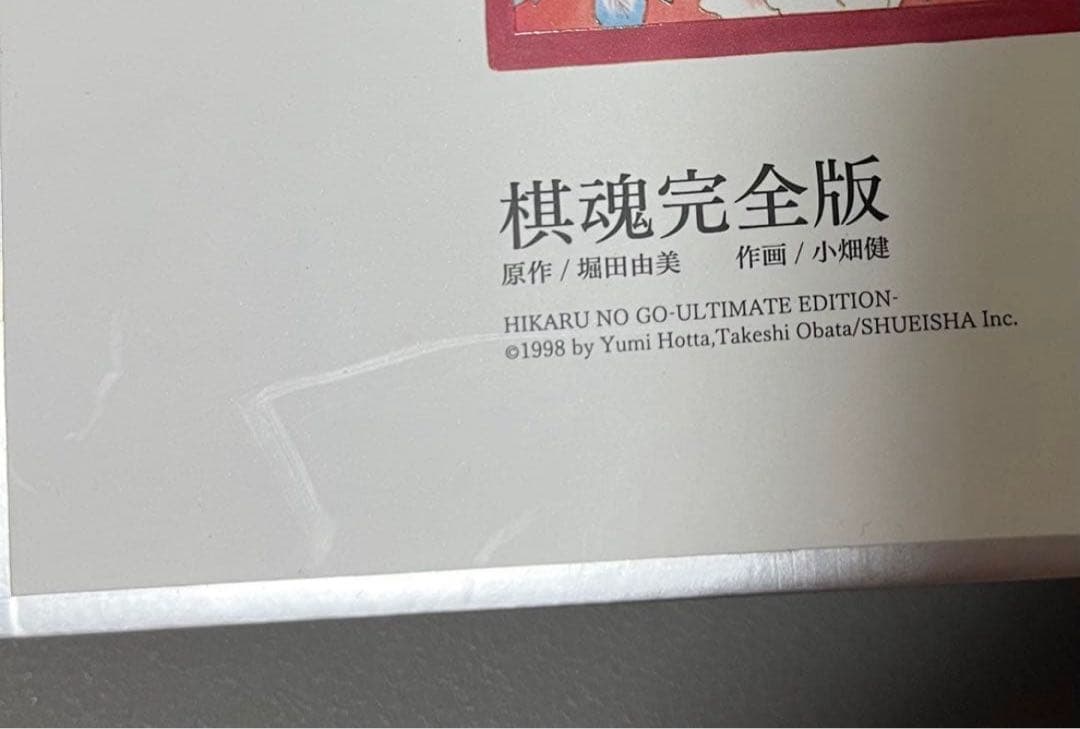 棋魂完全版
原作 / 堀田由美　　作画 / 小畑健
HIKARU NO GO-ULTIMATE EDITION-
©1998 by Yumi Hotta,Takeshi Obata/SHUEISHA Inc.